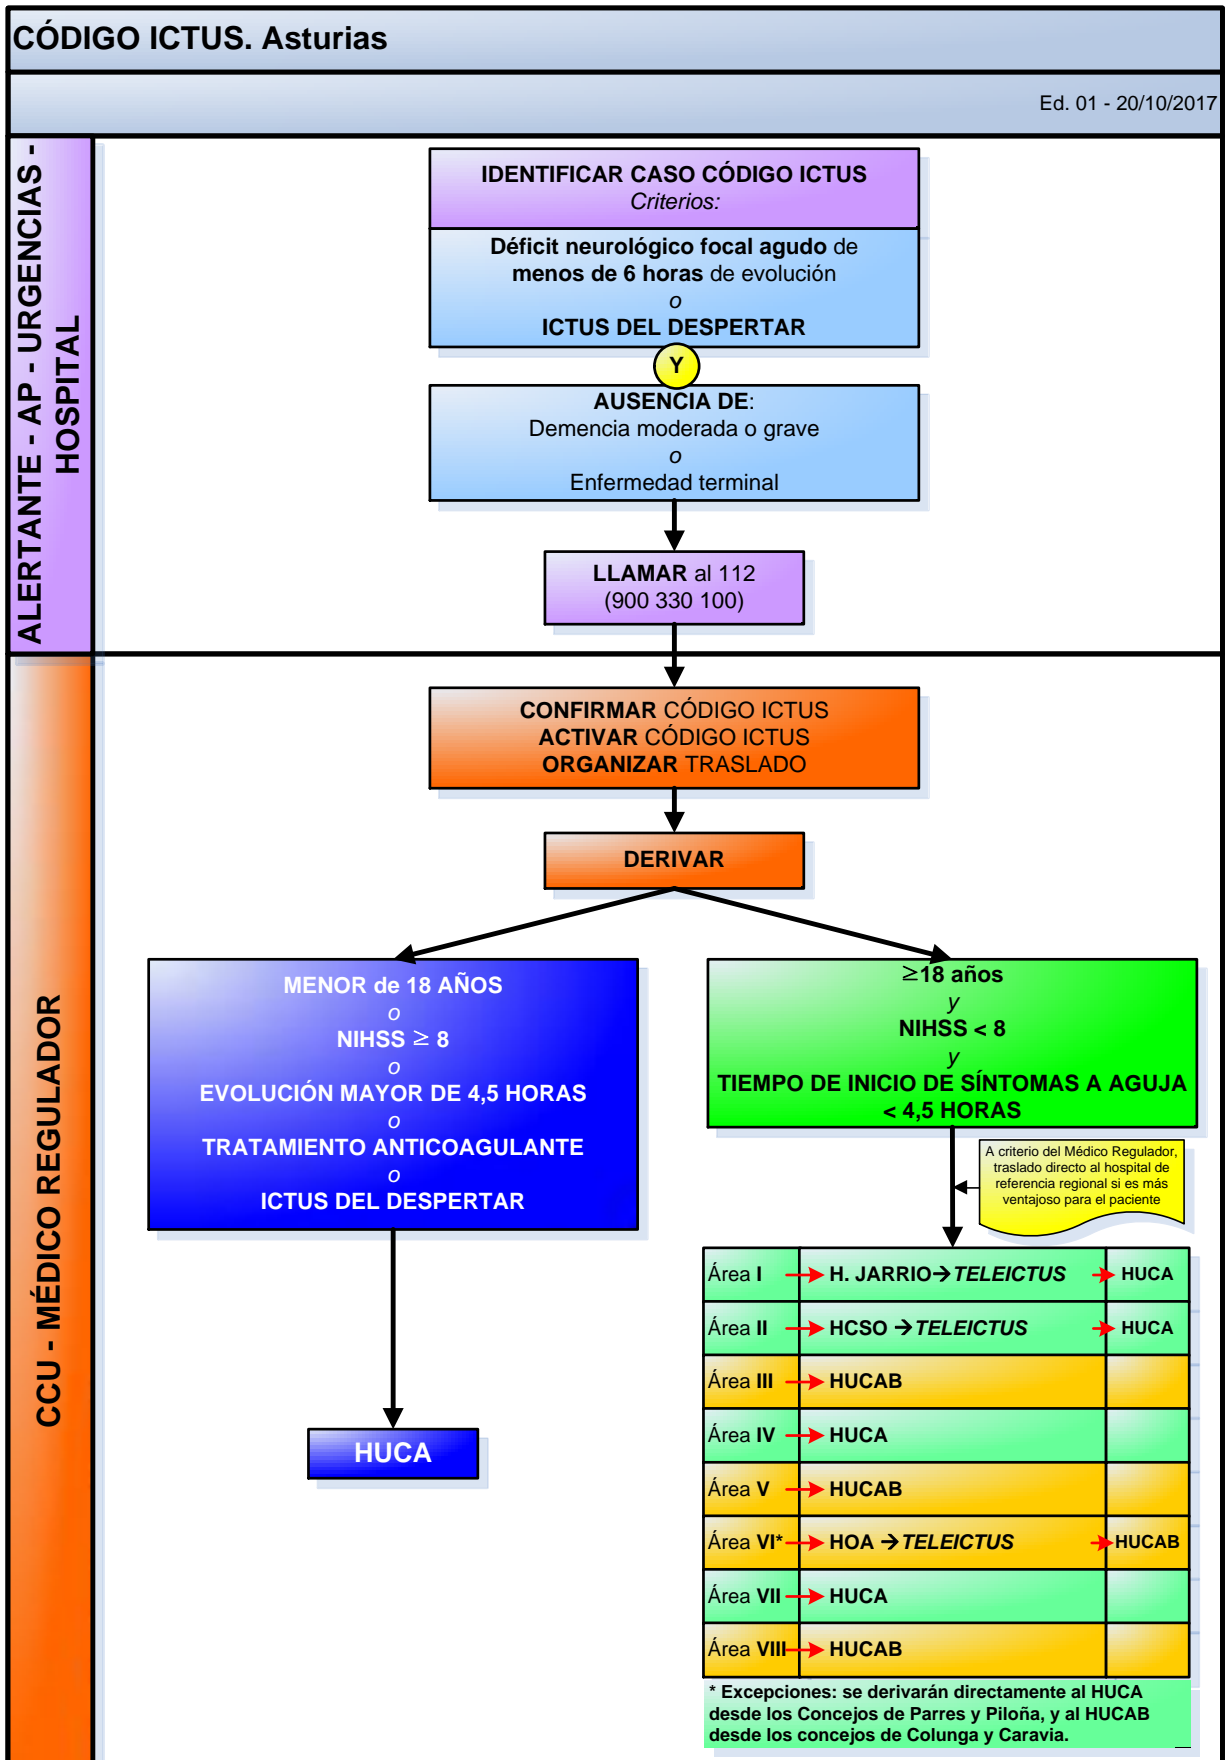 CÓDIGO ICTUS. Asturias
Ed. 01 - 20/10/2017
ALERTANTE - AP - URGENCIAS -
HOSPITAL
IDENTIFICAR CASO CÓDIGO ICTUS
Criterios:
Déficit neurológico focal agudo de
menos de 6 horas de evolución
o
ICTUS DEL DESPERTAR
Y
AUSENCIA DE:
Demencia moderada o grave
o
Enfermedad terminal
LLAMAR al 112
(900 330 100)
CCU - MÉDICO REGULADOR
CONFIRMAR CÓDIGO ICTUS
ACTIVAR CÓDIGO ICTUS
ORGANIZAR TRASLADO
DERIVAR
MENOR de 18 AÑOS
o
NIHSS ≥ 8
o
EVOLUCIÓN MAYOR DE 4,5 HORAS
o
TRATAMIENTO ANTICOAGULANTE
o
ICTUS DEL DESPERTAR
HUCA
≥18 años
y
NIHSS < 8
y
TIEMPO DE INICIO DE SÍNTOMAS A AGUJA
< 4,5 HORAS
A criterio del Médico Regulador,
traslado directo al hospital de
referencia regional si es más
ventajoso para el paciente
Área I → H. JARRIO→TELEICTUS → HUCA
Área II → HCSO →TELEICTUS → HUCA
Área III → HUCAB
Área IV → HUCA
Área V → HUCAB
Área VI* → HOA →TELEICTUS → HUCAB
Área VII → HUCA
Área VIII → HUCAB
* Excepciones: se derivarán directamente al HUCA
desde los Concejos de Parres y Piloña, y al HUCAB
desde los concejos de Colunga y Caravia.